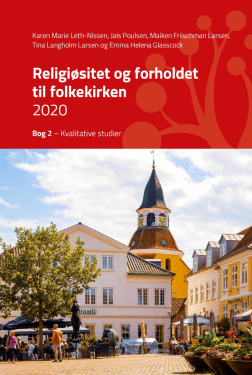 Karen Marie Leth-Nissen, Jais Poulsen, Maiken Friischman Larsen,
Tina Langholm Larsen og Emma Helena Glasscock
Religiøsitet og forholdet
til folkekirken
2020
Bog 2 – Kvalitative studier